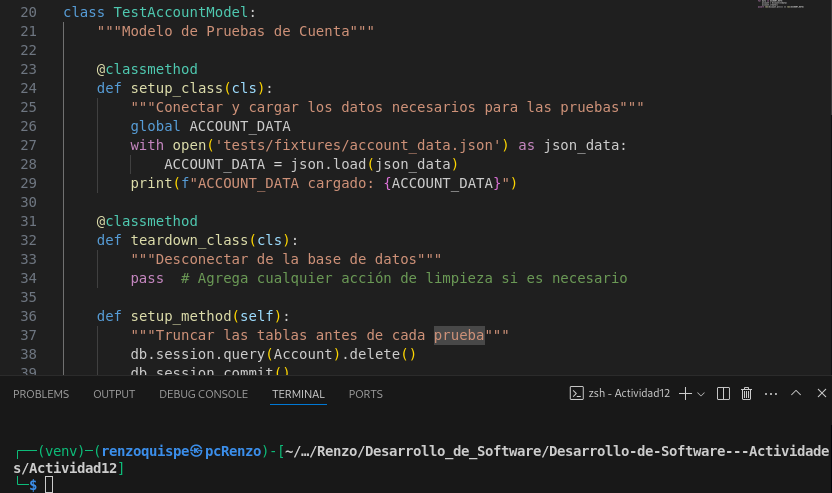 20 class TestAccountModel:
21 """Modelo de Pruebas de Cuenta"""
22
23 @classmethod
24 def setup_class(cls):
25 """Conectar y cargar los datos necesarios para las pruebas"""
26 global ACCOUNT_DATA
27 with open('tests/fixtures/account_data.json') as json_data:
28 ACCOUNT_DATA = json.load(json_data)
29 print(f"ACCOUNT_DATA cargado: {ACCOUNT_DATA}")
30
31 @classmethod
32 def teardown_class(cls):
33 """Desconectar de la base de datos"""
34 pass # Agrega cualquier acción de limpieza si es necesario
35
36 def setup_method(self):
37 """Truncar las tablas antes de cada prueba"""
38 db.session.query(Account).delete()
39 db.session.commit()
PROBLEMS OUTPUT DEBUG CONSOLE TERMINAL PORTS zsh - Actividad12
┌──(venv)─(renzoquispe㉿pcRenzo)-[~/…/Renzo/Desarrollo_de_Software/Desarrollo-de-Software---Actividade
s/Actividad12]
└─$